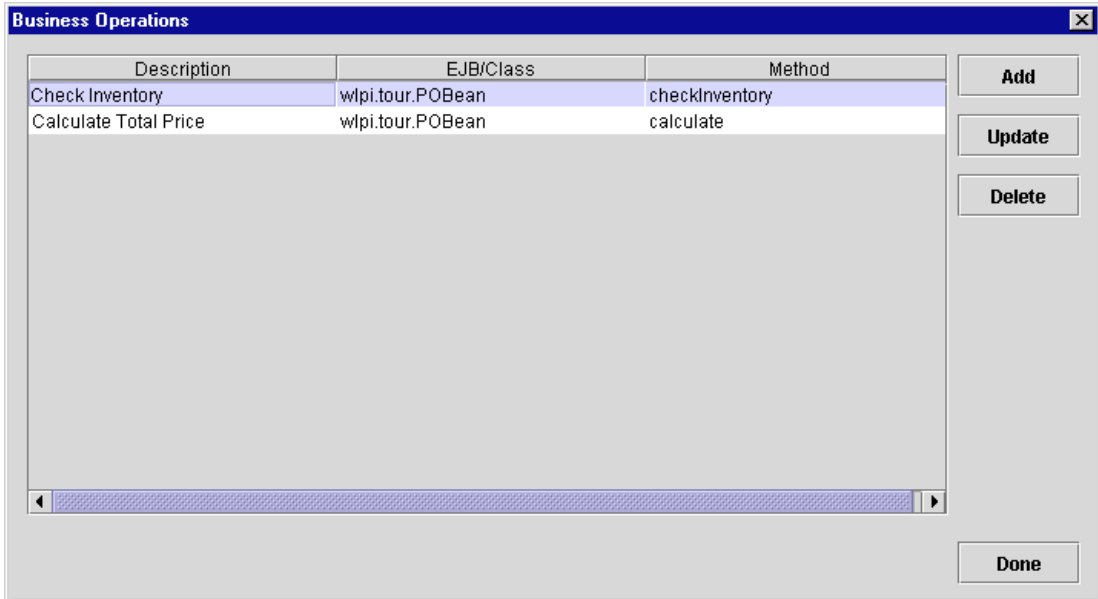 Business Operations
Description EJB/Class Method
Check Inventory wlpi.tour.POBean checkInventory
Calculate Total Price wlpi.tour.POBean calculate
Add
Update
Delete
Done